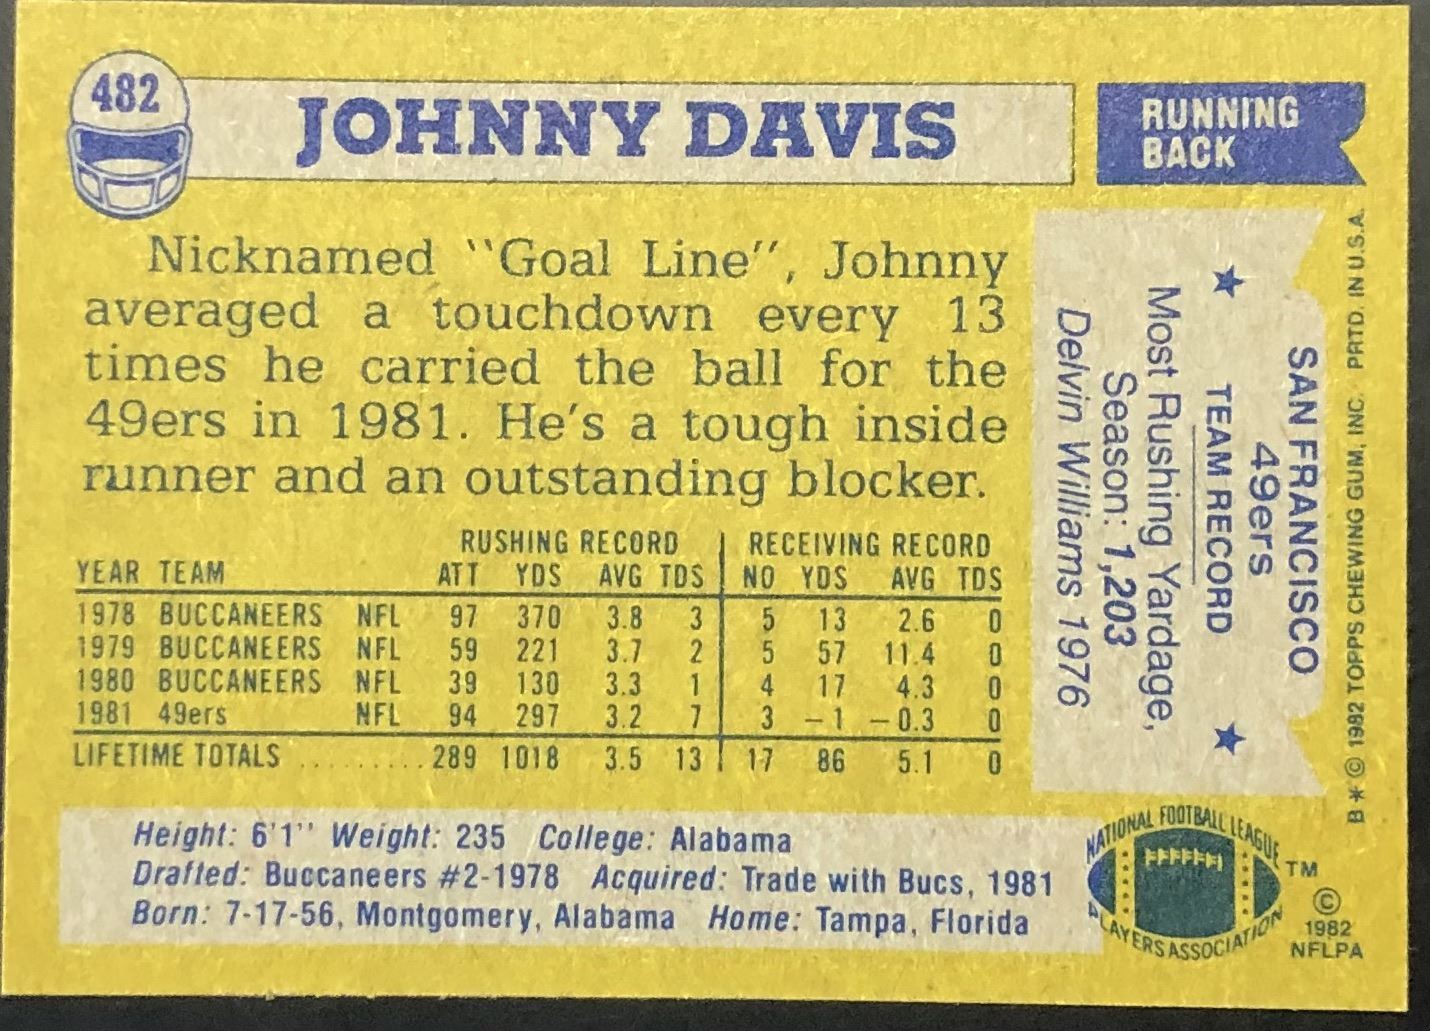 482
JOHNNY DAVIS
RUNNING
BACK
Nicknamed "Goal Line", Johnny
averaged a touchdown every 13
times he carried the ball for the
49ers in 1981. He's a tough inside
runner and an outstanding blocker.
RUSHING RECORD RECEIVING RECORD
YEAR TEAM ATT YDS AVG TDS NO YDS AVG TDS
1978 BUCCANEERS NFL 97 370 3.8 3 5 13 2.6 0
1979 BUCCANEERS NFL 59 221 3.7 2 5 57 11.4 0
1980 BUCCANEERS NFL 39 130 3.3 1 4 17 4.3 0
1981 49ers NFL 94 297 3.2 7 3 -1 -0.3 0
LIFETIME TOTALS ......... 289 1018 3.5 13 17 86 5.1 0
Height: 6'1" Weight: 235 College: Alabama
Drafted: Buccaneers #2-1978 Acquired: Trade with Bucs, 1981
Born: 7-17-56, Montgomery, Alabama Home: Tampa, Florida
SAN FRANCISCO
49ers
★ TEAM RECORD ★
Most Rushing Yardage,
Season: 1,203
Delvin Williams 1976
B✶© 1982 TOPPS CHEWING GUM, INC. PRTD. IN U.S.A.
NATIONAL FOOTBALL LEAGUE
PLAYERS ASSOCIATION
TM
©
1982
NFLPA